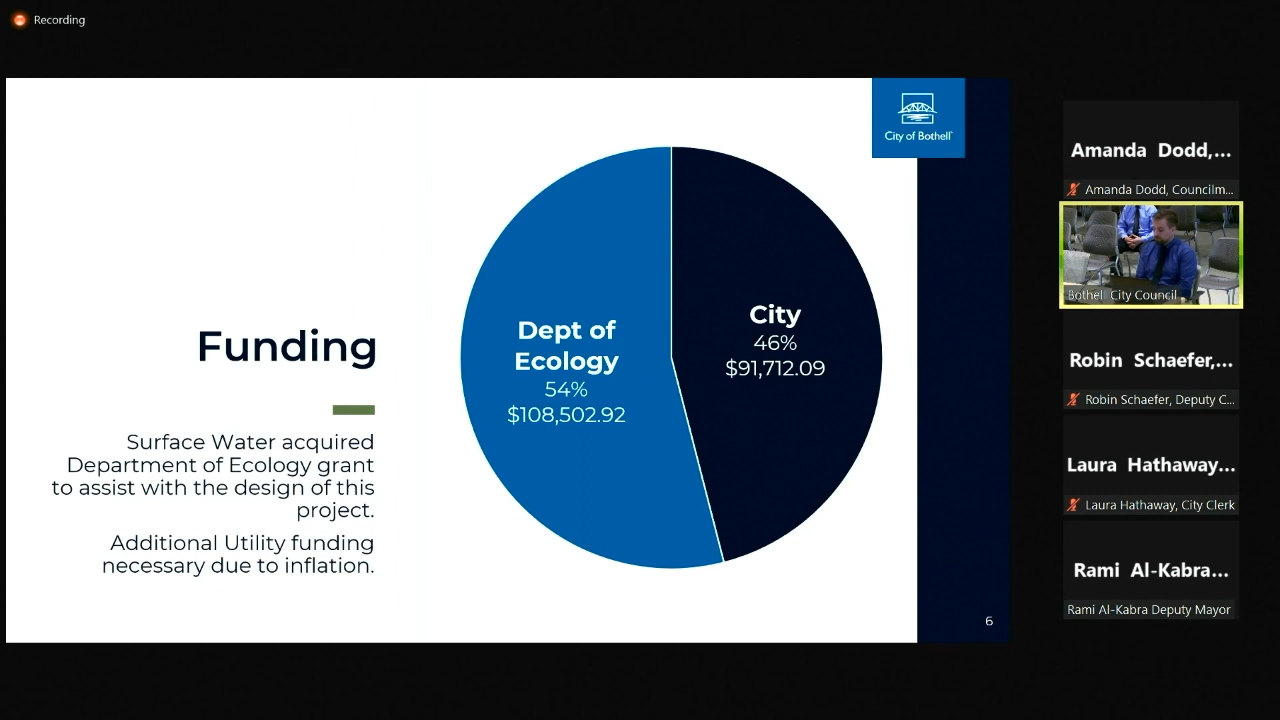 Recording
City of Bothell
Funding
Surface Water acquired
Department of Ecology grant
to assist with the design of this
project.
Additional Utility funding
necessary due to inflation.
Dept of
Ecology
54%
$108,502.92
City
46%
$91,712.09
6
Amanda Dodd,...
Amanda Dodd, Councilm...
Bothell City Council
Robin Schaefer,...
Robin Schaefer, Deputy C...
Laura Hathaway...
Laura Hathaway, City Clerk
Rami Al-Kabra...
Rami Al-Kabra Deputy Mayor